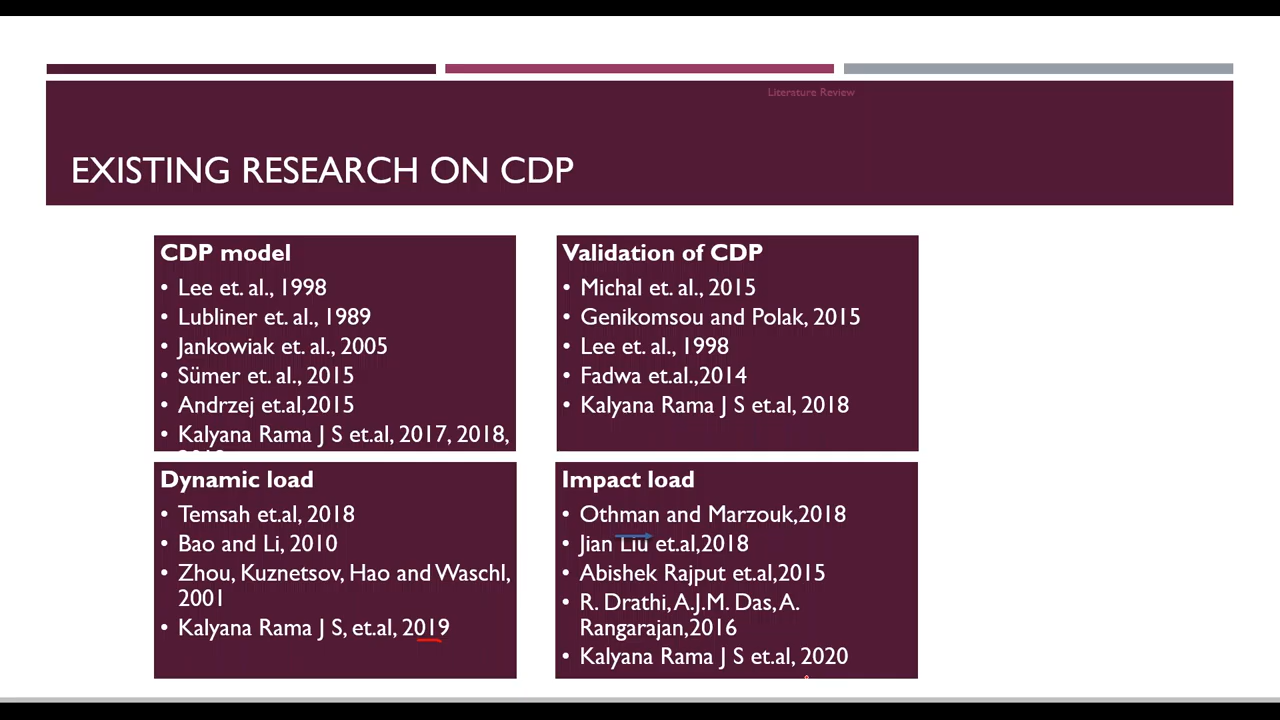 Literature Review
EXISTING RESEARCH ON CDP
CDP model
• Lee et. al., 1998
• Lubliner et. al., 1989
• Jankowiak et. al., 2005
• Sümer et. al., 2015
• Andrzej et.al,2015
• Kalyana Rama J S et.al, 2017, 2018,
Validation of CDP
• Michal et. al., 2015
• Genikomsou and Polak, 2015
• Lee et. al., 1998
• Fadwa et.al.,2014
• Kalyana Rama J S et.al, 2018
Dynamic load
• Temsah et.al, 2018
• Bao and Li, 2010
• Zhou, Kuznetsov, Hao and Waschl,
2001
• Kalyana Rama J S, et.al, 2019
Impact load
• Othman and Marzouk,2018
• Jian Liu et.al,2018
• Abishek Rajput et.al,2015
• R. Drathi, A.J.M. Das, A.
Rangarajan,2016
• Kalyana Rama J S et.al, 2020